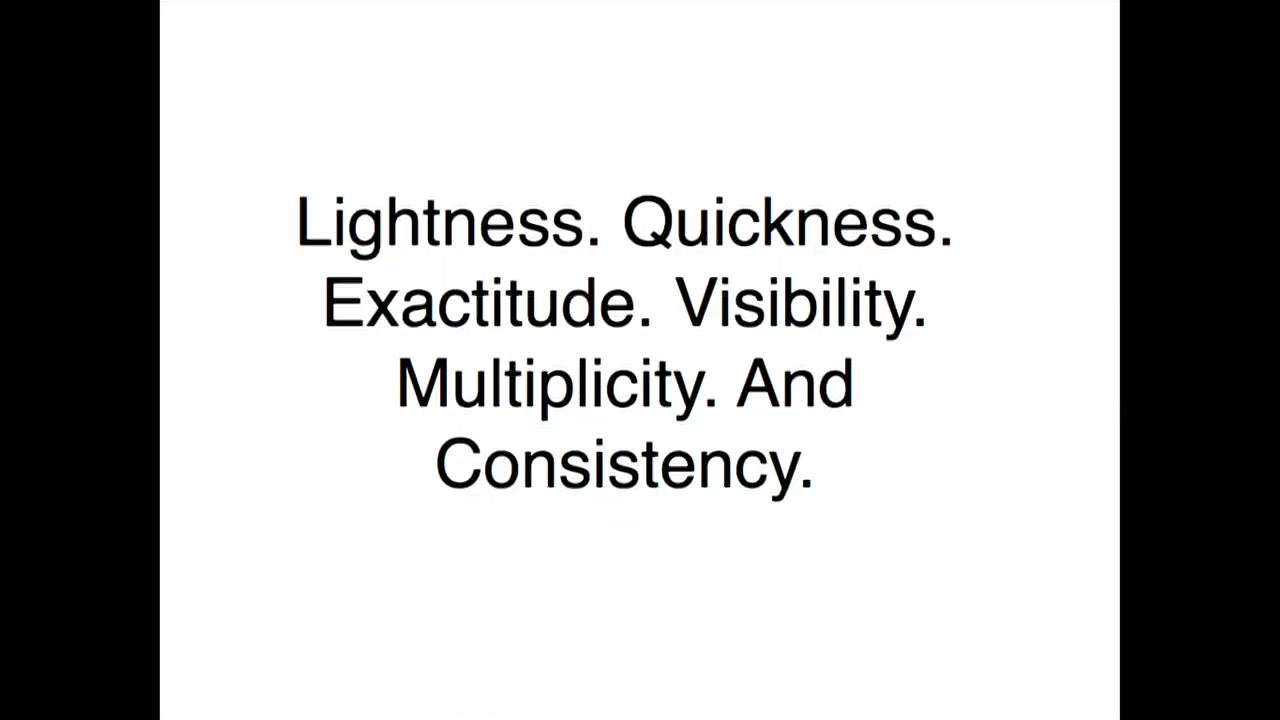 Lightness. Quickness.
Exactitude. Visibility.
Multiplicity. And
Consistency.